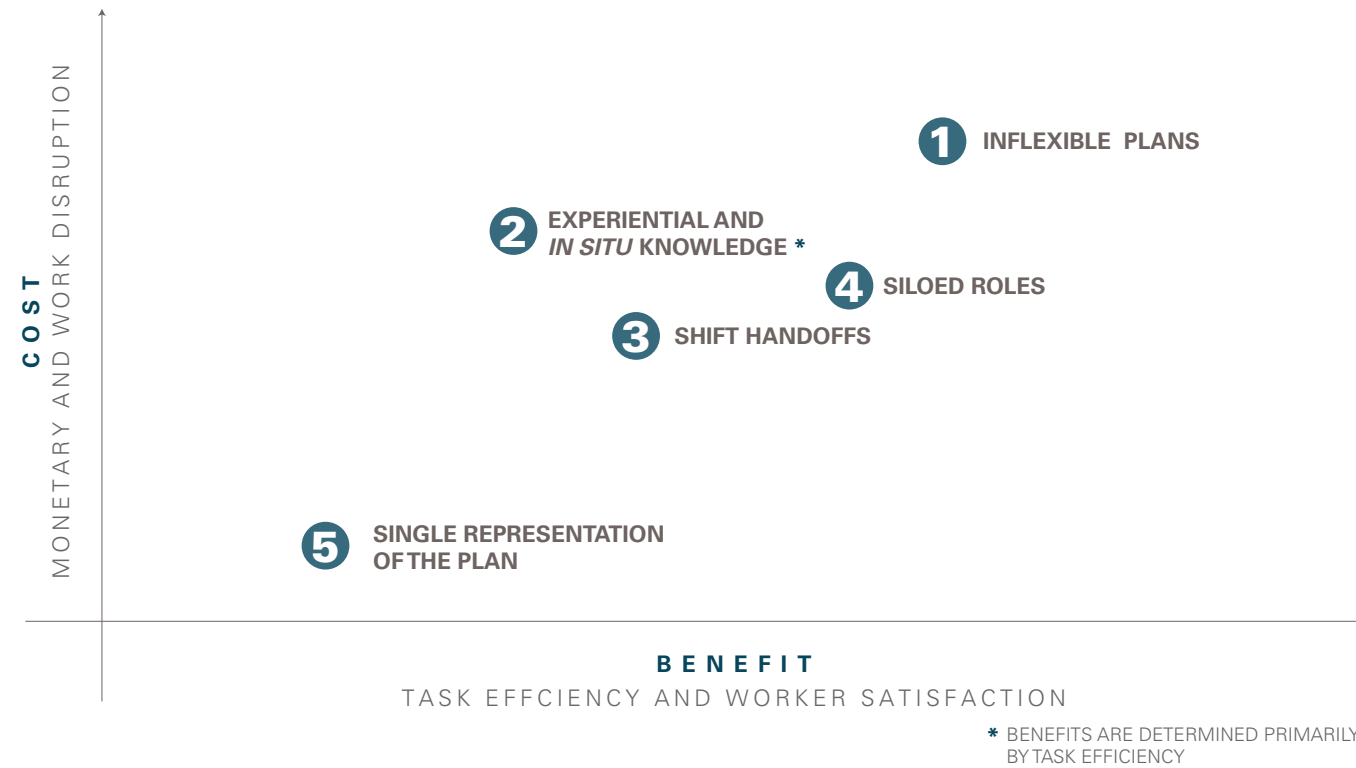 COST
MONETARY AND WORK DISRUPTION
1 INFLEXIBLE PLANS
2 EXPERIENTIAL AND
IN SITU KNOWLEDGE *
4 SILOED ROLES
3 SHIFT HANDOFFS
5 SINGLE REPRESENTATION
OF THE PLAN
BENEFIT
TASK EFFCIENCY AND WORKER SATISFACTION
* BENEFITS ARE DETERMINED PRIMARILY
BY TASK EFFICIENCY